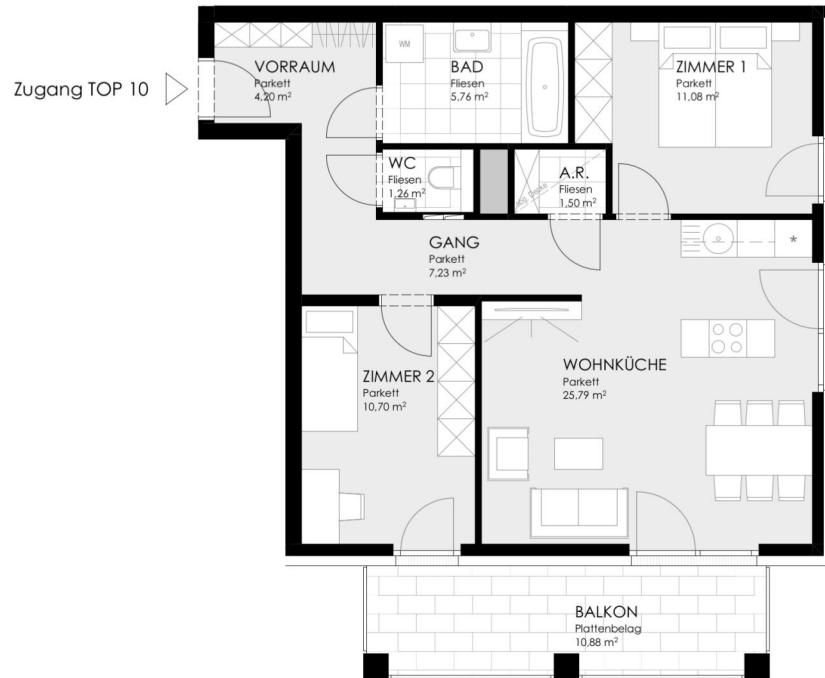 Zugang TOP 10
VORRAUM
Parkett
4,20 m²
WM
BAD
Fliesen
5,76 m²
ZIMMER 1
Parkett
11,08 m²
WC
Fliesen
1,26 m²
A.R.
Fliesen
1,50 m²
GANG
Parkett
7,23 m²
*
ZIMMER 2
Parkett
10,70 m²
WOHNKÜCHE
Parkett
25,79 m²
BALKON
Plattenbelag
10,88 m²